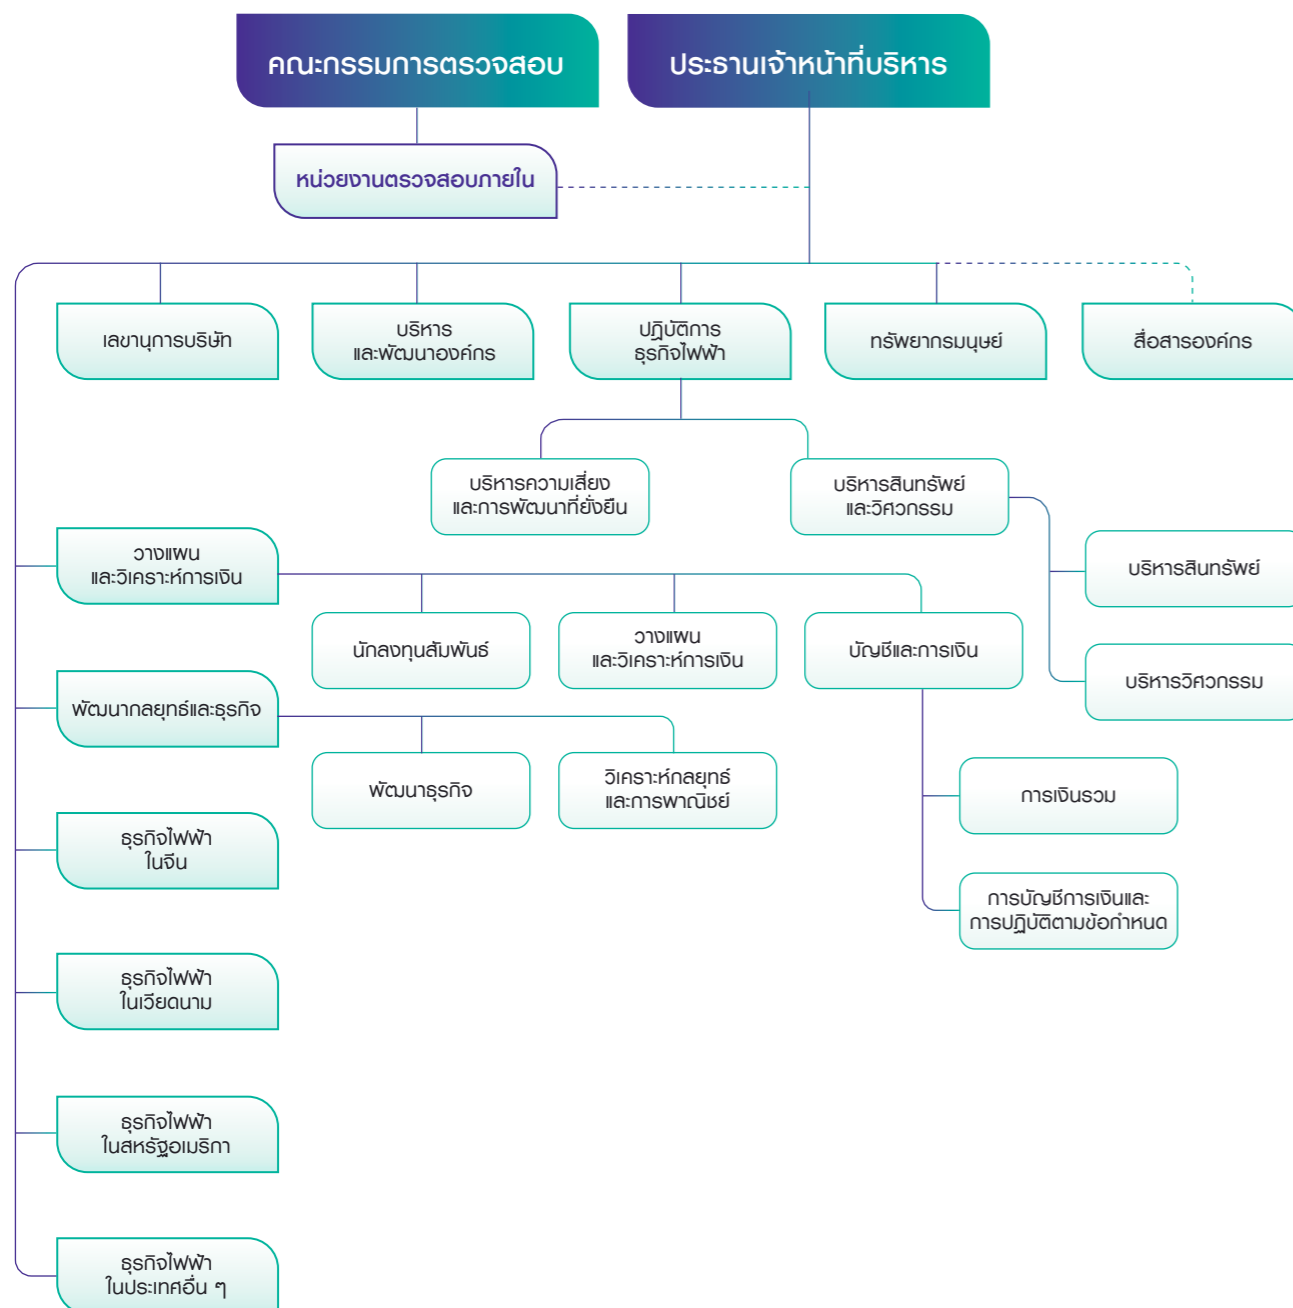 คณะกรรมการตรวจสอบ
ประธานเจ้าหน้าที่บริหาร
หน่วยงานตรวจสอบภายใน
เลขานุการบริษัท
บริหาร
และพัฒนาองค์กร
ปฏิบัติการ
ธุรกิจไฟฟ้า
ทรัพยากรมนุษย์
สื่อสารองค์กร
บริหารความเสี่ยง
และการพัฒนาที่ยั่งยืน
บริหารสินทรัพย์
และวิศวกรรม
บริหารสินทรัพย์
บริหารวิศวกรรม
วางแผน
และวิเคราะห์การเงิน
นักลงทุนสัมพันธ์
วางแผน
และวิเคราะห์การเงิน
บัญชีและการเงิน
พัฒนากลยุทธ์และธุรกิจ
พัฒนาธุรกิจ
วิเคราะห์กลยุทธ์
และการพาณิชย์
การเงินรวม
การบัญชีการเงินและ
การปฏิบัติตามข้อกำหนด
ธุรกิจไฟฟ้า
ในจีน
ธุรกิจไฟฟ้า
ในเวียดนาม
ธุรกิจไฟฟ้า
ในสหรัฐอเมริกา
ธุรกิจไฟฟ้า
ในประเทศอื่น ๆ